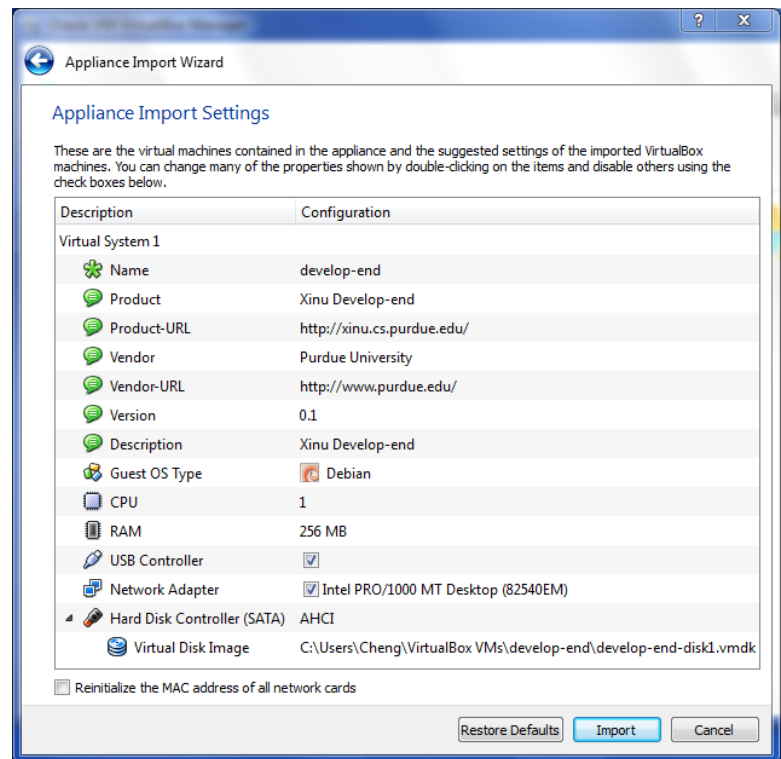 Oracle VM VirtualBox Manager
? X
Appliance Import Wizard
Appliance Import Settings
These are the virtual machines contained in the appliance and the suggested settings of the imported VirtualBox
machines. You can change many of the properties shown by double-clicking on the items and disable others using the
check boxes below.
Description Configuration
Virtual System 1
Name develop-end
Product Xinu Develop-end
Product-URL http://xinu.cs.purdue.edu/
Vendor Purdue University
Vendor-URL http://www.purdue.edu/
Version 0.1
Description Xinu Develop-end
Guest OS Type Debian
CPU 1
RAM 256 MB
USB Controller
Network Adapter Intel PRO/1000 MT Desktop (82540EM)
Hard Disk Controller (SATA) AHCI
Virtual Disk Image C:\Users\Cheng\VirtualBox VMs\develop-end\develop-end-disk1.vmdk
Reinitialize the MAC address of all network cards
Restore Defaults Import Cancel